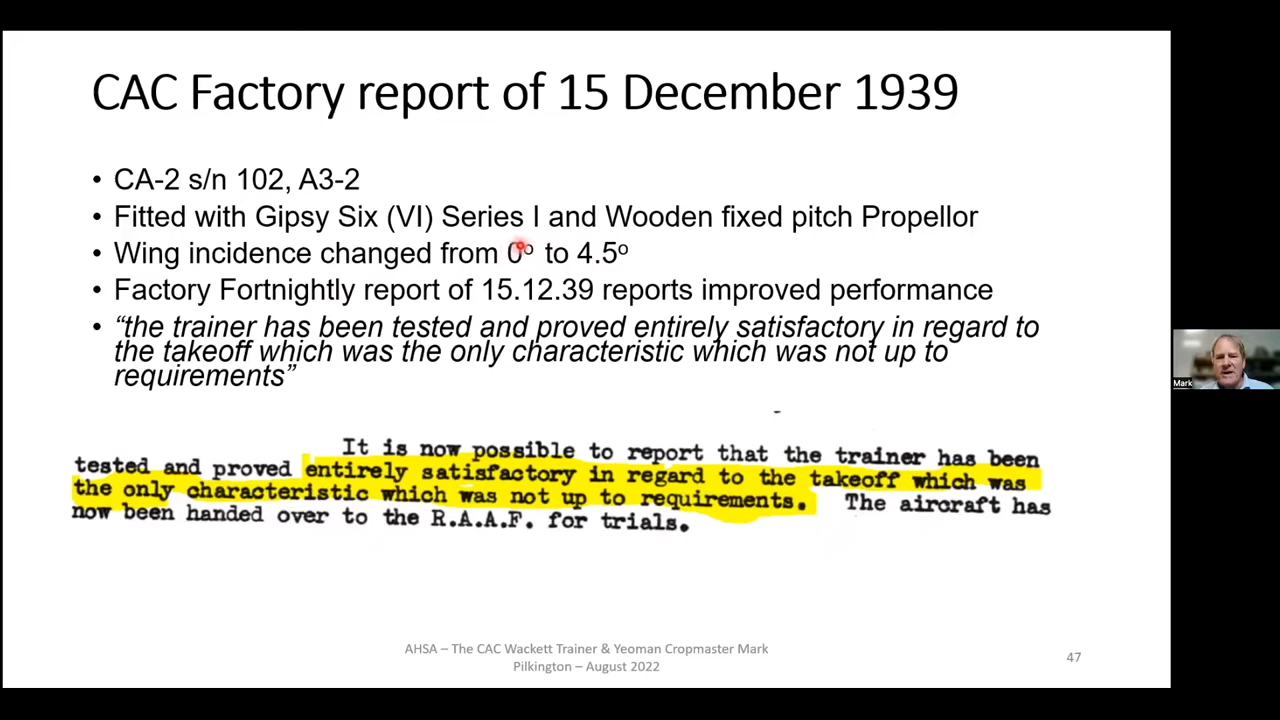 CAC Factory report of 15 December 1939
• CA-2 s/n 102, A3-2
• Fitted with Gipsy Six (VI) Series I and Wooden fixed pitch Propellor
• Wing incidence changed from 0º to 4.5º
• Factory Fortnightly report of 15.12.39 reports improved performance
• “the trainer has been tested and proved entirely satisfactory in regard to
the takeoff which was the only characteristic which was not up to
requirements”
It is now possible to report that the trainer has been
tested and proved entirely satisfactory in regard to the takeoff which was
the only characteristic which was not up to requirements. The aircraft has
now been handed over to the R.A.A.F. for trials.
AHSA – The CAC Wackett Trainer & Yeoman Cropmaster Mark
Pilkington – August 2022
47
Mark